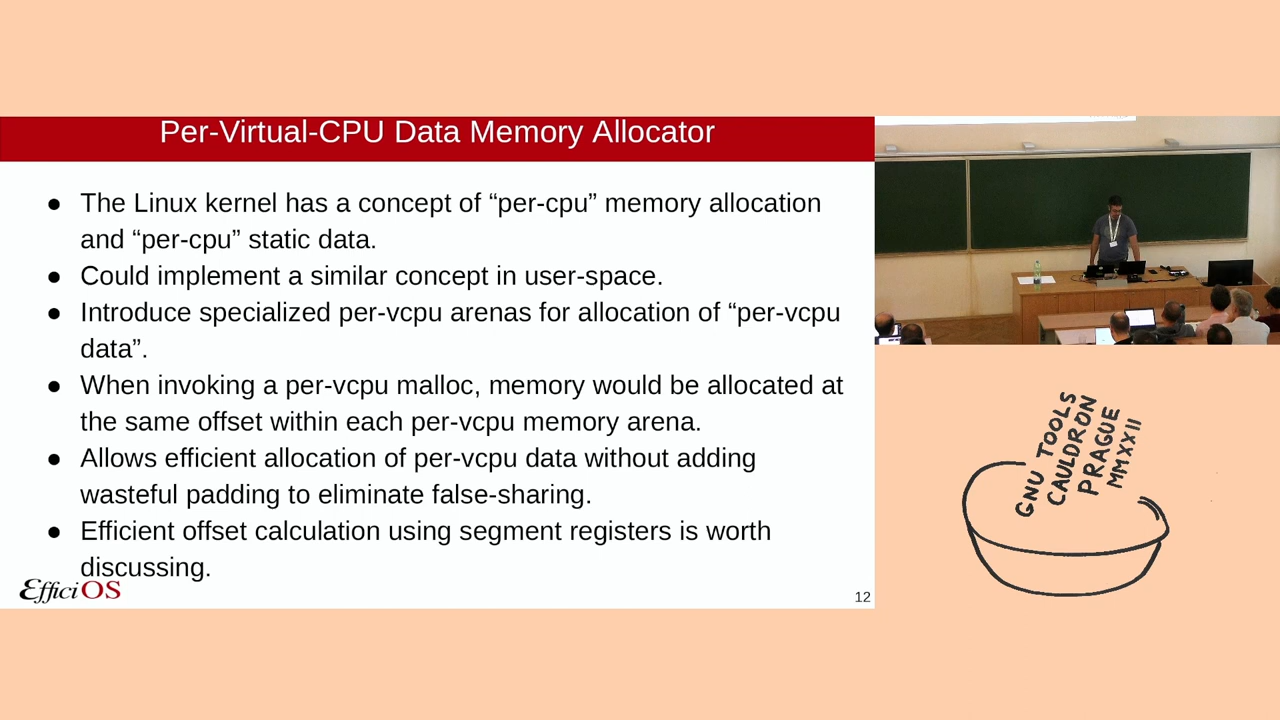 Per-Virtual-CPU Data Memory Allocator
● The Linux kernel has a concept of “per-cpu” memory allocation
and “per-cpu” static data.
● Could implement a similar concept in user-space.
● Introduce specialized per-vcpu arenas for allocation of “per-vcpu
data”.
● When invoking a per-vcpu malloc, memory would be allocated at
the same offset within each per-vcpu memory arena.
● Allows efficient allocation of per-vcpu data without adding
wasteful padding to eliminate false-sharing.
● Efficient offset calculation using segment registers is worth
discussing.
EfficiOS
12
GNU TOOLS
CAULDRON
PRAGUE
MMXXII